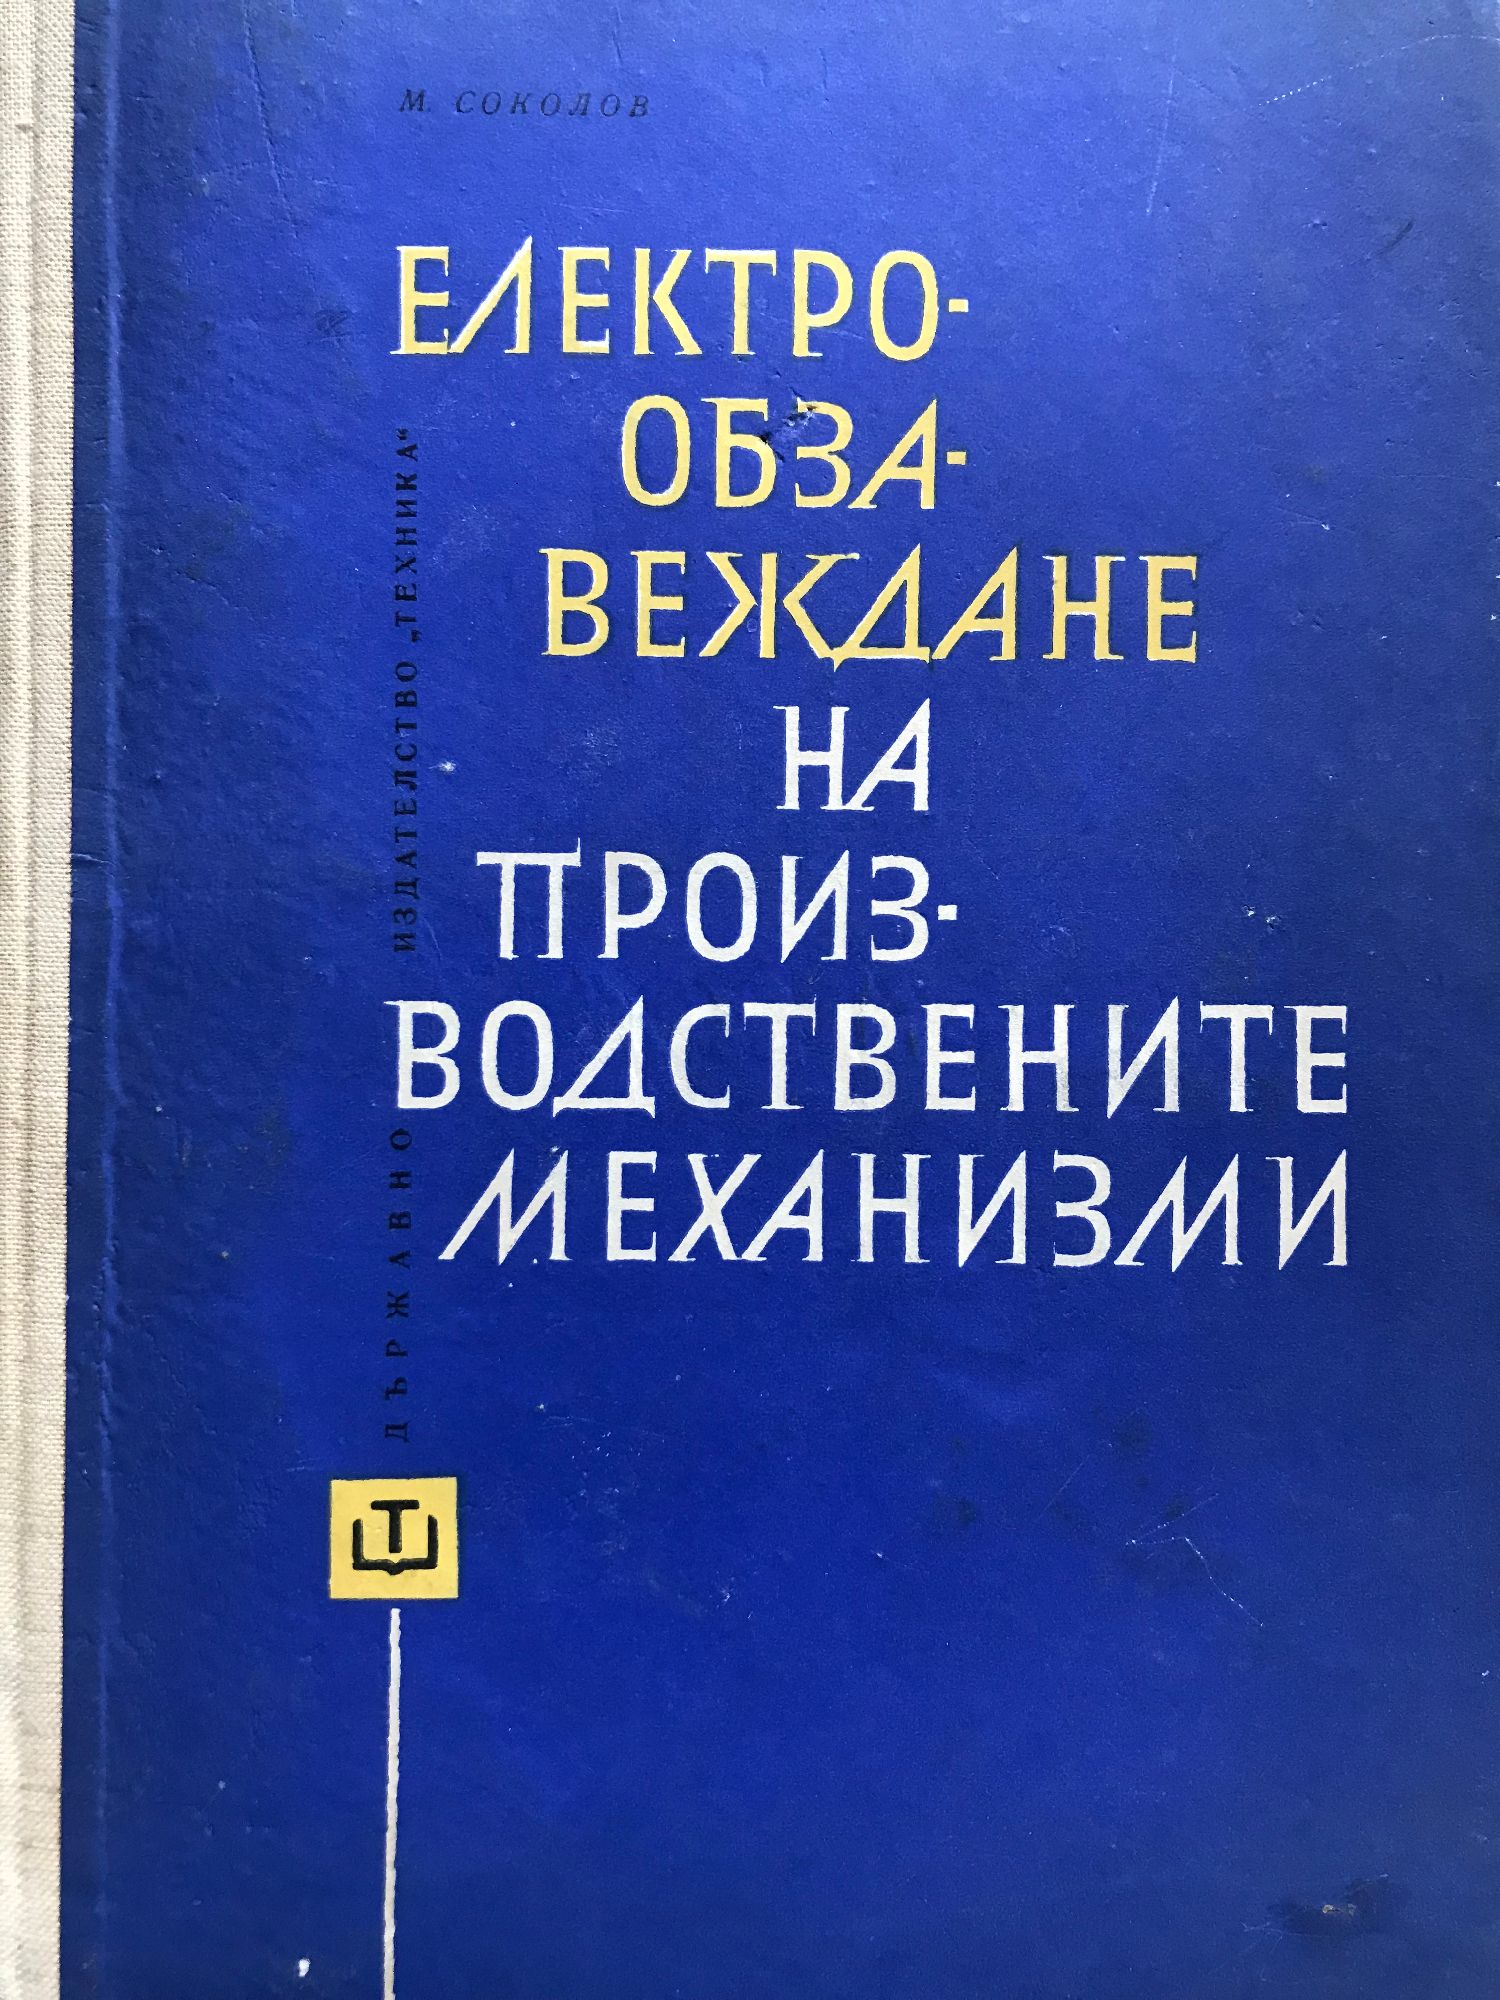 М. СОКОЛОВ
ЕЛЕКТРО-
ОБЗА-
ВЕЖДАНЕ
НА
ПРОИЗ-
ВОДСТВЕНИТЕ
МЕХАНИЗМИ
ДЪРЖАВНО ИЗДАТЕЛСТВО „ТЕХНИКА“
Т